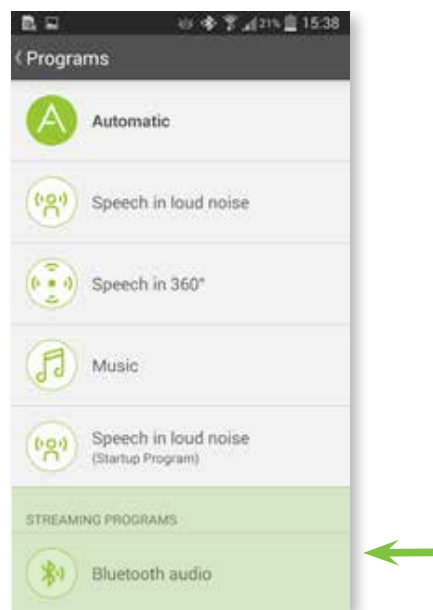 21% 15:38
Programs
A Automatic
Speech in loud noise
Speech in 360°
Music
Speech in loud noise
(Startup Program)
STREAMING PROGRAMS
Bluetooth audio